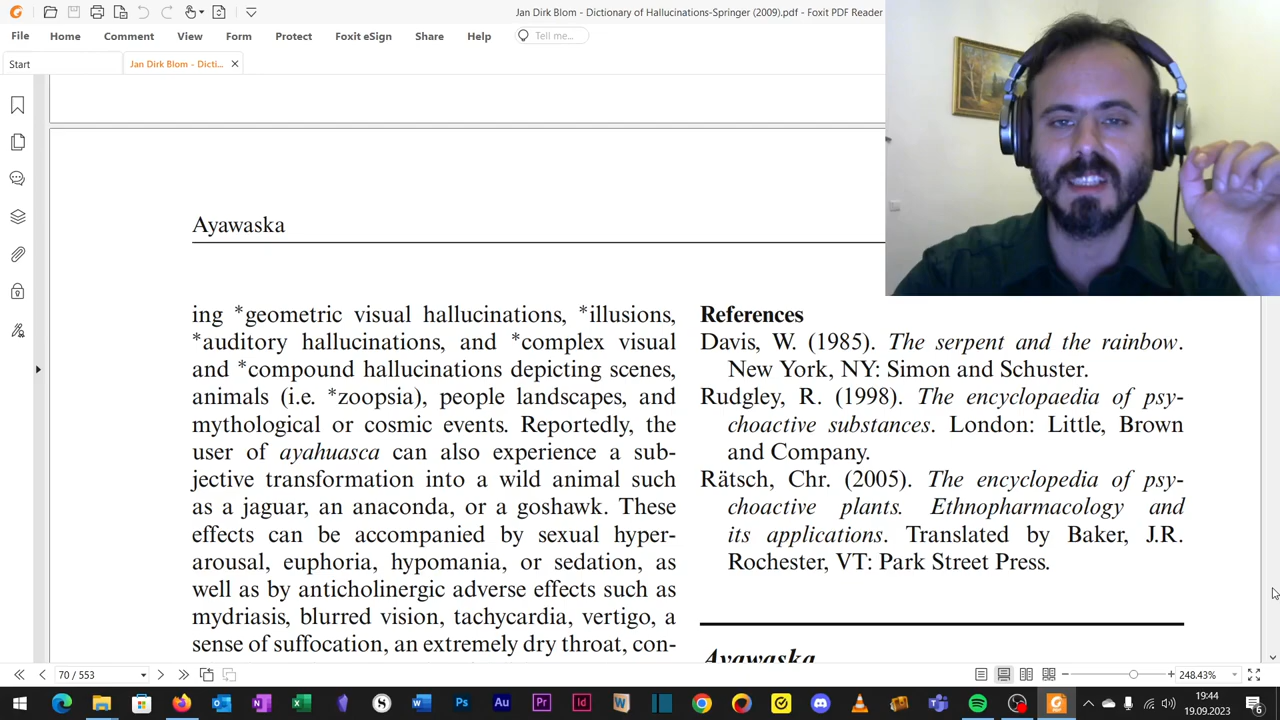 Jan Dirk Blom - Dictionary of Hallucinations-Springer (2009).pdf - Foxit PDF Reader
File
Home
Comment
View
Form
Protect
Foxit eSign
Share
Help
Tell me...
Start
Jan Dirk Blom - Dicti...
Ayawaska
ing *geometric visual hallucinations, *illusions,
*auditory hallucinations, and *complex visual
and *compound hallucinations depicting scenes,
animals (i.e. *zoopsia), people landscapes, and
mythological or cosmic events. Reportedly, the
user of ayahuasca can also experience a sub-
jective transformation into a wild animal such
as a jaguar, an anaconda, or a goshawk. These
effects can be accompanied by sexual hyper-
arousal, euphoria, hypomania, or sedation, as
well as by anticholinergic adverse effects such as
mydriasis, blurred vision, tachycardia, vertigo, a
sense of suffocation, an extremely dry throat, con-
References
Davis, W. (1985). The serpent and the rainbow.
New York, NY: Simon and Schuster.
Rudgley, R. (1998). The encyclopaedia of psy-
choactive substances. London: Little, Brown
and Company.
Rätsch, Chr. (2005). The encyclopedia of psy-
choactive plants. Ethnopharmacology and
its applications. Translated by Baker, J.R.
Rochester, VT: Park Street Press.
Ayawaska
70 / 553
248.43%
19:44
19.09.2023
6